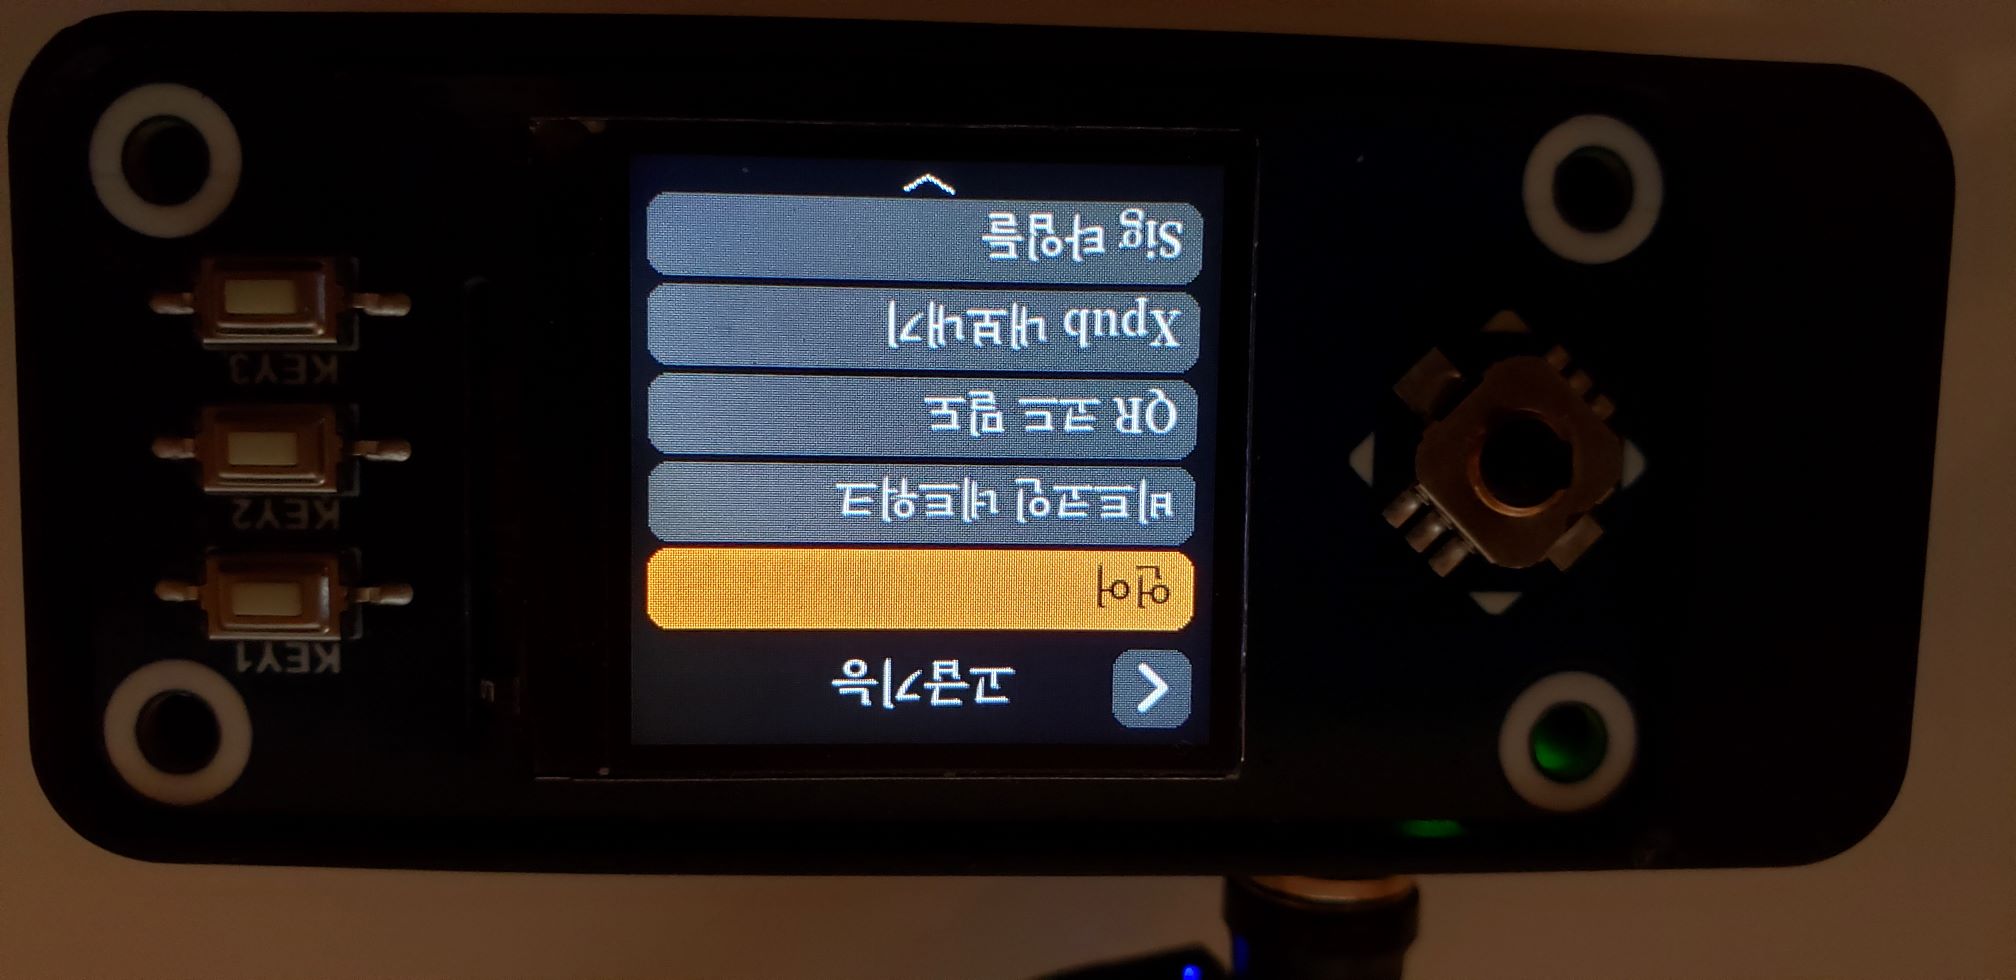 고급기능
언어
비트코인 네트워크
QR 코드 밀도
Xpub 내보내기
Sig 타입들
KEY1
KEY2
KEY3